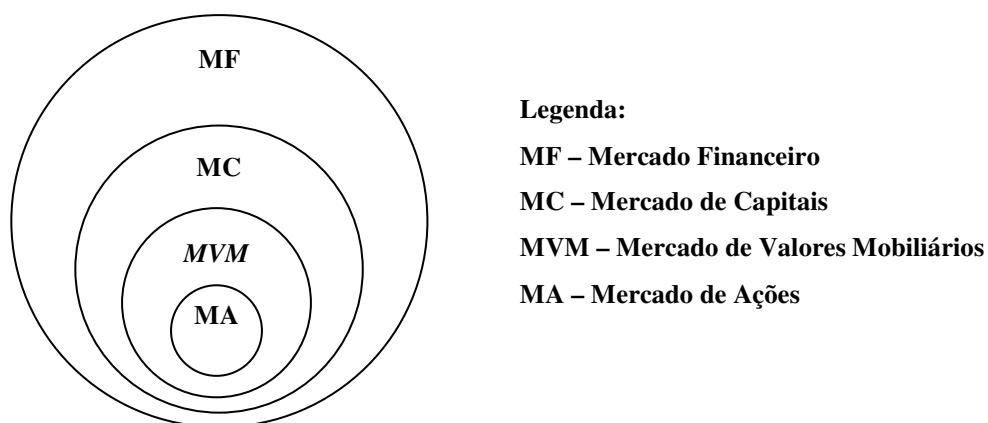 MF
MC
MVM
MA
Legenda:
MF – Mercado Financeiro
MC – Mercado de Capitais
MVM – Mercado de Valores Mobiliários
MA – Mercado de Ações